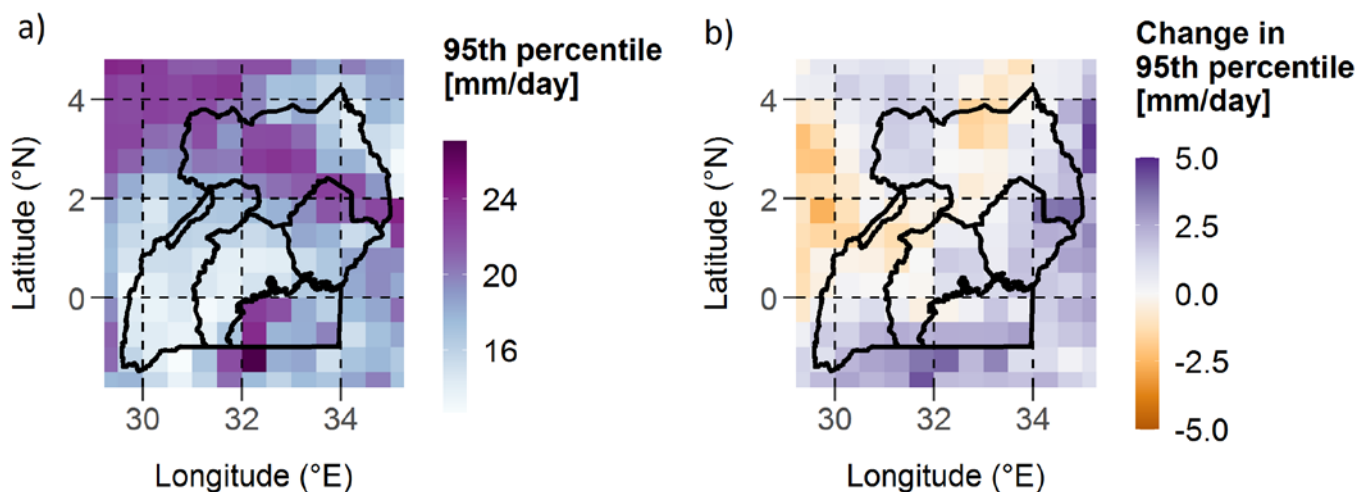 a)
95th percentile
[mm/day]
24
20
16
4
2
0
30
32
34
Latitude (°N)
Longitude (°E)
b)
Change in
95th percentile
[mm/day]
5.0
2.5
0.0
-2.5
-5.0
4
2
0
30
32
34
Latitude (°N)
Longitude (°E)